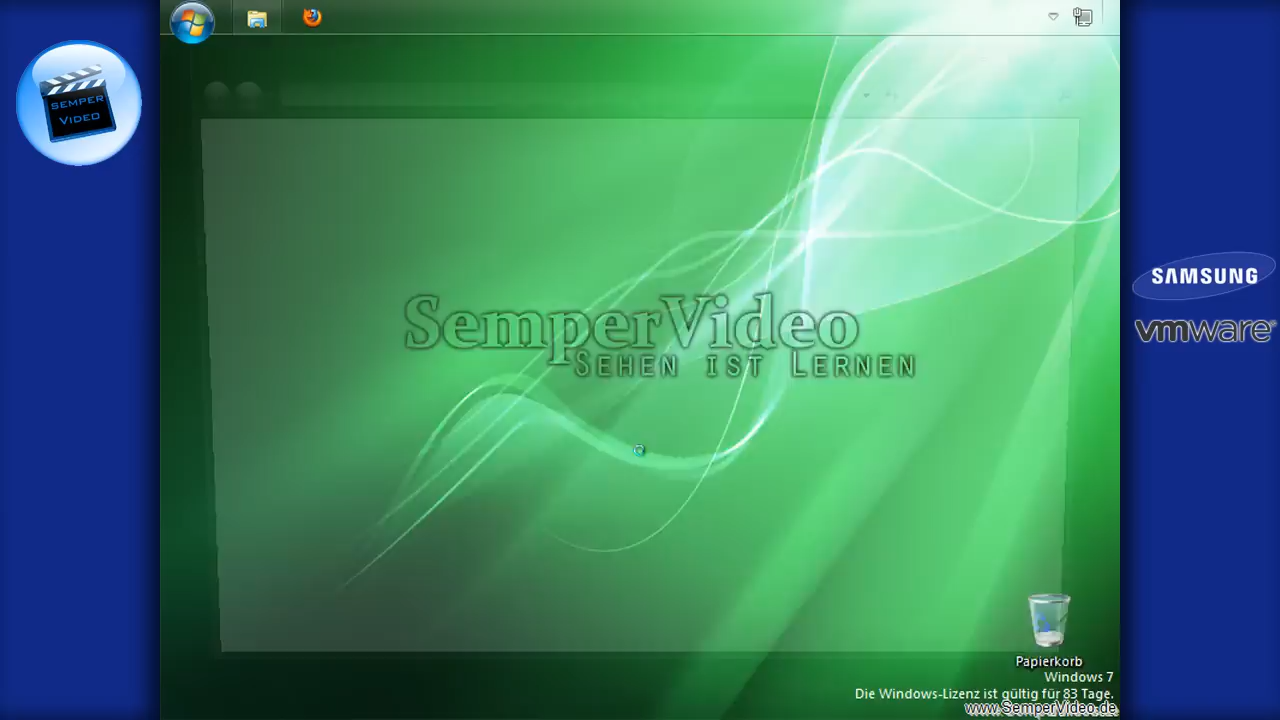 SEMPER
VIDEO
SAMSUNG
vmware
SemperVideo
SEHEN IST LERNEN
Papierkorb
Windows 7
Die Windows-Lizenz ist gültig für 83 Tage.
www.SemperVideo.de